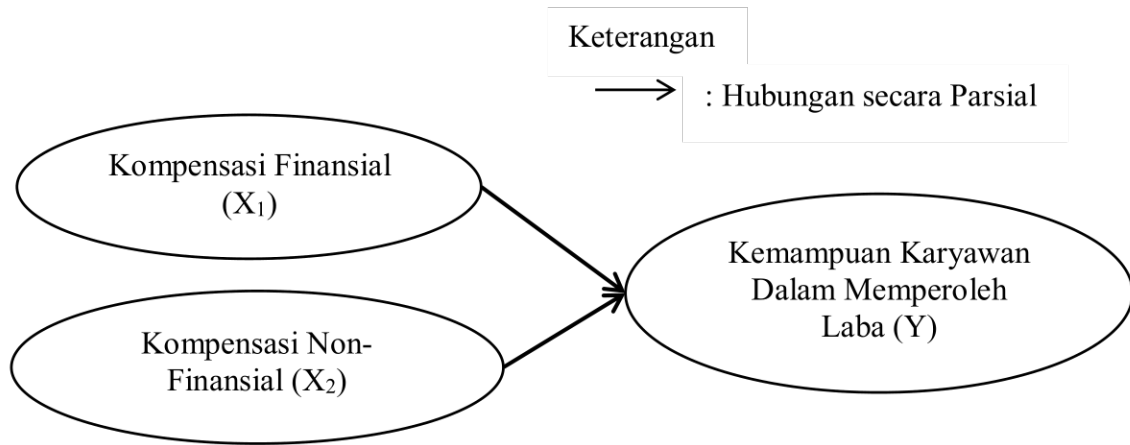 Keterangan
: Hubungan secara Parsial
Kompensasi Finansial
(X₁)
Kompensasi Non-
Finansial (X₂)
Kemampuan Karyawan
Dalam Memperoleh
Laba (Y)